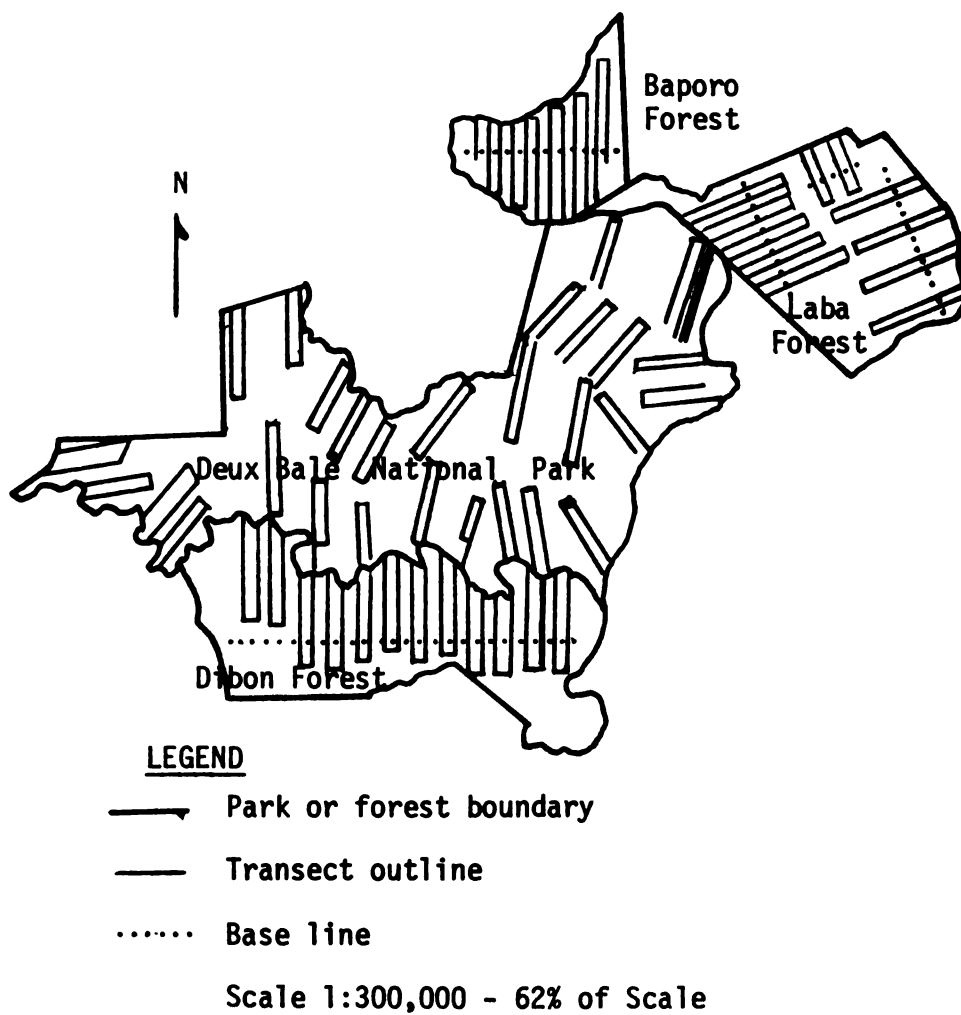 Baporo
Forest
N
Laba
Forest
Deux Bale National Park
Dibon Forest
LEGEND
Park or forest boundary
Transect outline
Base line
Scale 1:300,000 - 62% of Scale